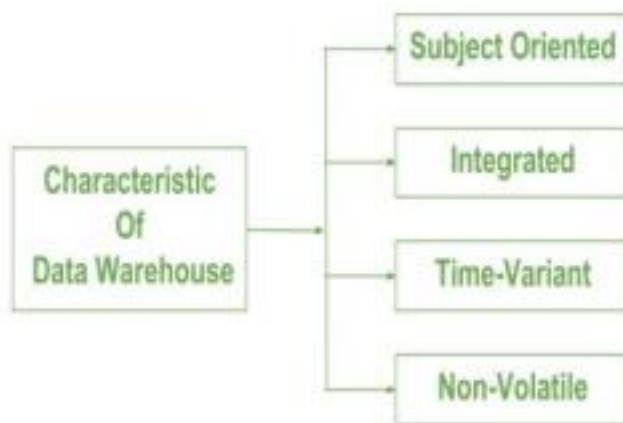 Characteristic
Of
Data Warehouse
Subject Oriented
Integrated
Time-Variant
Non-Volatile